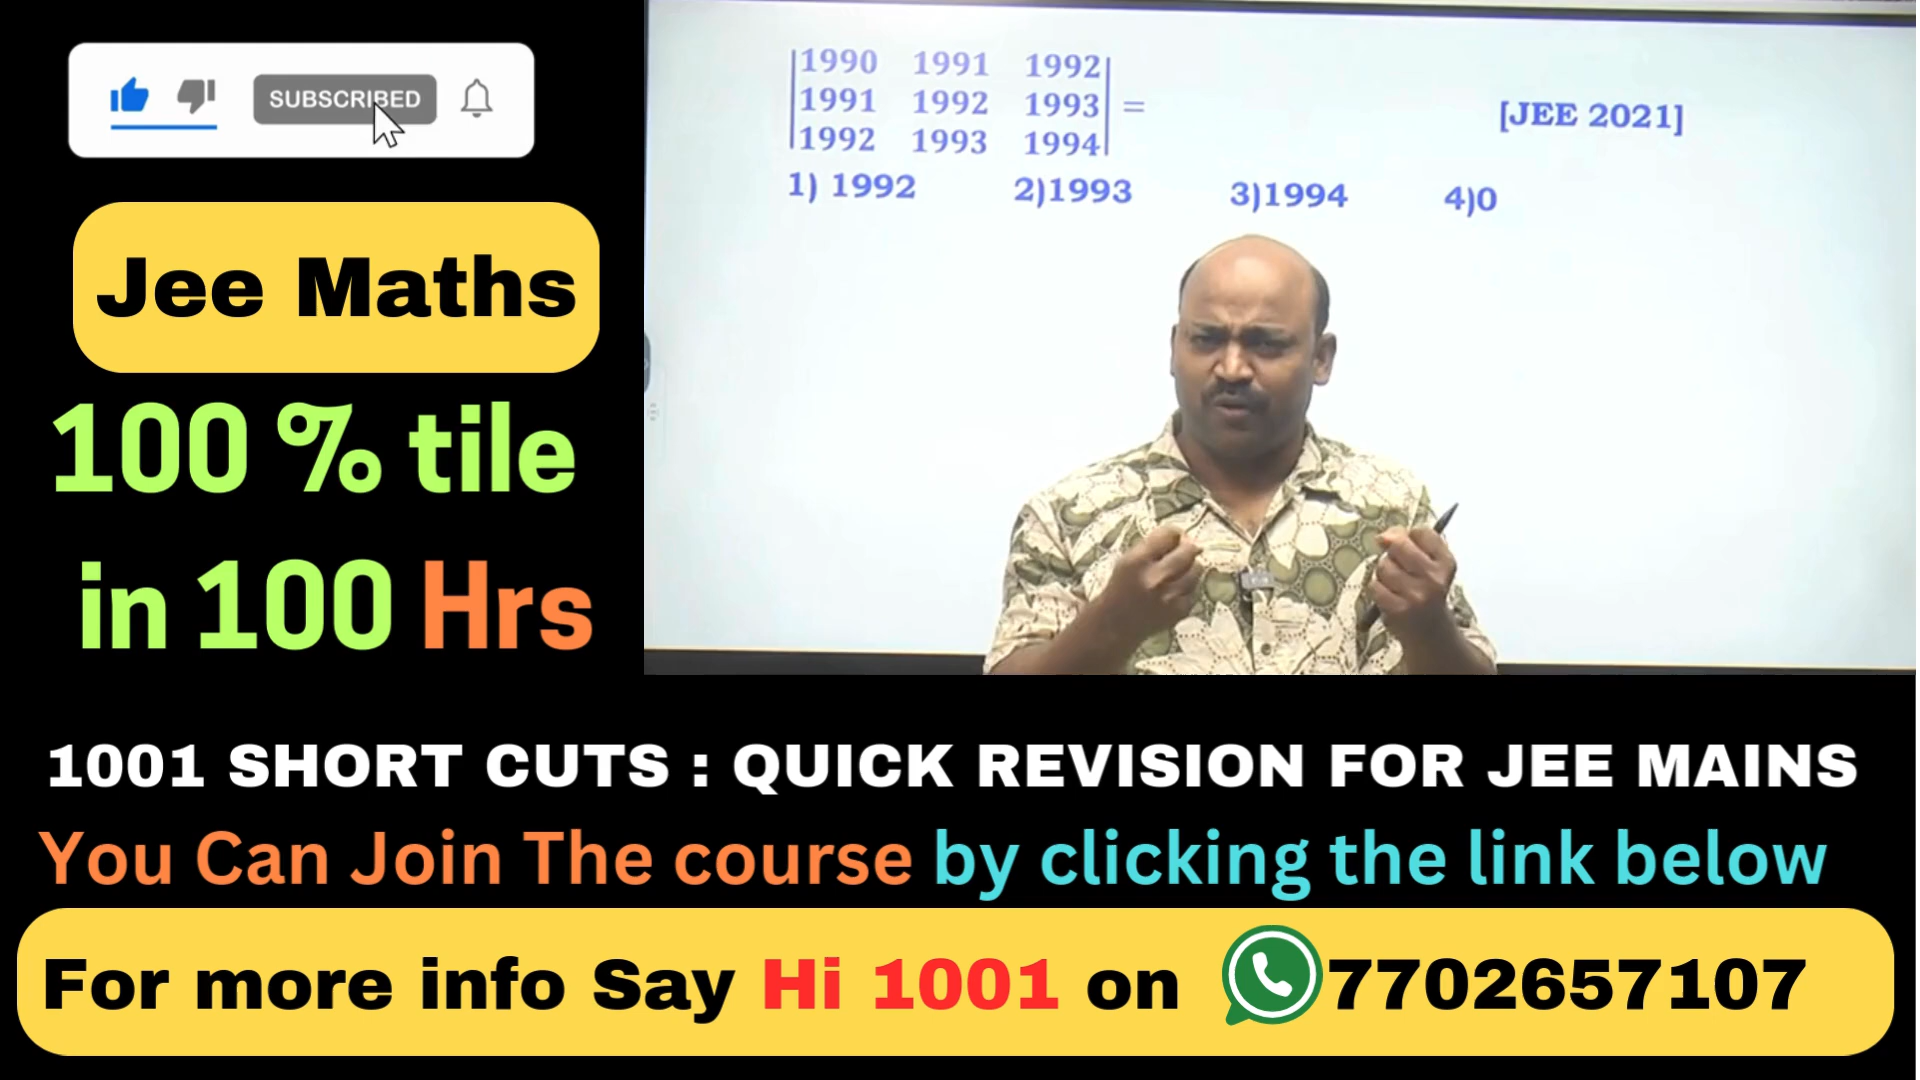 SUBSCRIBED
Jee Maths
100 % tile
in 100 Hrs
|1990 1991 1992|
|1991 1992 1993| =
|1992 1993 1994|
[JEE 2021]
1) 1992 2)1993 3)1994 4)0
1001 SHORT CUTS : QUICK REVISION FOR JEE MAINS
You Can Join The course by clicking the link below
For more info Say Hi 1001 on 7702657107